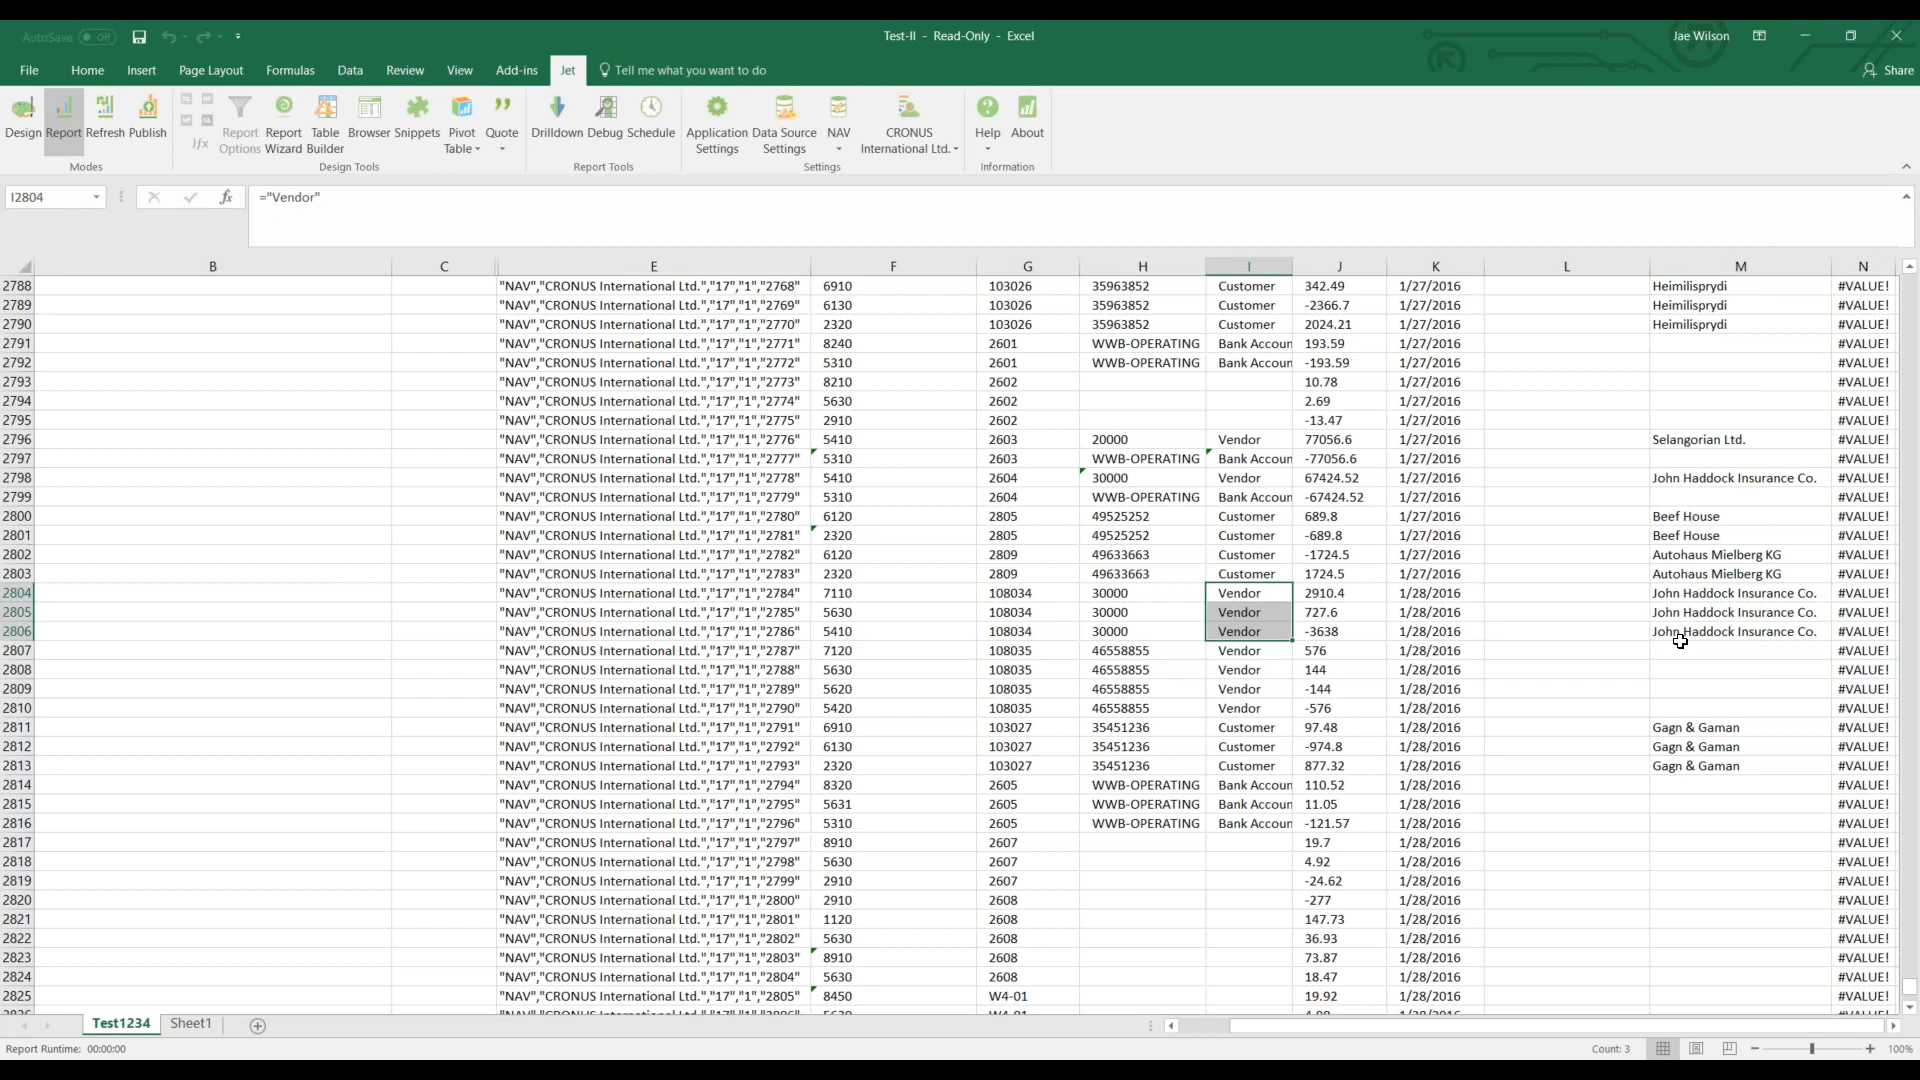 AutoSave Off Test-II - Read-Only - Excel Jae Wilson
File Home Insert Page Layout Formulas Data Review View Add-ins Jet Tell me what you want to do Share
Design Report Refresh Publish Jfx Report Options Report Wizard Table Builder Browser Snippets Pivot Table Quote Drilldown Debug Schedule Application Settings Data Source Settings NAV CRONUS International Ltd. Help About
Modes Design Tools Report Tools Settings Information
I2804 fx ="Vendor"
B C E F G H I J K L M N
2788 "NAV","CRONUS International Ltd.","17","1","2768" 6910 103026 35963852 Customer 342.49 1/27/2016 Heimilisprydi #VALUE!
2789 "NAV","CRONUS International Ltd.","17","1","2769" 6130 103026 35963852 Customer -2366.7 1/27/2016 Heimilisprydi #VALUE!
2790 "NAV","CRONUS International Ltd.","17","1","2770" 2320 103026 35963852 Customer 2024.21 1/27/2016 Heimilisprydi #VALUE!
2791 "NAV","CRONUS International Ltd.","17","1","2771" 8240 2601 WWB-OPERATING Bank Accoun 193.59 1/27/2016 #VALUE!
2792 "NAV","CRONUS International Ltd.","17","1","2772" 5310 2601 WWB-OPERATING Bank Accoun -193.59 1/27/2016 #VALUE!
2793 "NAV","CRONUS International Ltd.","17","1","2773" 8210 2602 10.78 1/27/2016 #VALUE!
2794 "NAV","CRONUS International Ltd.","17","1","2774" 5630 2602 2.69 1/27/2016 #VALUE!
2795 "NAV","CRONUS International Ltd.","17","1","2775" 2910 2602 -13.47 1/27/2016 #VALUE!
2796 "NAV","CRONUS International Ltd.","17","1","2776" 5410 2603 20000 Vendor 77056.6 1/27/2016 Selangorian Ltd. #VALUE!
2797 "NAV","CRONUS International Ltd.","17","1","2777" 5310 2603 WWB-OPERATING Bank Accoun -77056.6 1/27/2016 #VALUE!
2798 "NAV","CRONUS International Ltd.","17","1","2778" 5410 2604 30000 Vendor 67424.52 1/27/2016 John Haddock Insurance Co. #VALUE!
2799 "NAV","CRONUS International Ltd.","17","1","2779" 5310 2604 WWB-OPERATING Bank Accoun -67424.52 1/27/2016 #VALUE!
2800 "NAV","CRONUS International Ltd.","17","1","2780" 6120 2805 49525252 Customer 689.8 1/27/2016 Beef House #VALUE!
2801 "NAV","CRONUS International Ltd.","17","1","2781" 2320 2805 49525252 Customer -689.8 1/27/2016 Beef House #VALUE!
2802 "NAV","CRONUS International Ltd.","17","1","2782" 6120 2809 49633663 Customer -1724.5 1/27/2016 Autohaus Mielberg KG #VALUE!
2803 "NAV","CRONUS International Ltd.","17","1","2783" 2320 2809 49633663 Customer 1724.5 1/27/2016 Autohaus Mielberg KG #VALUE!
2804 "NAV","CRONUS International Ltd.","17","1","2784" 7110 108034 30000 Vendor 2910.4 1/28/2016 John Haddock Insurance Co. #VALUE!
2805 "NAV","CRONUS International Ltd.","17","1","2785" 5630 108034 30000 Vendor 727.6 1/28/2016 John Haddock Insurance Co. #VALUE!
2806 "NAV","CRONUS International Ltd.","17","1","2786" 5410 108034 30000 Vendor -3638 1/28/2016 John Haddock Insurance Co. #VALUE!
2807 "NAV","CRONUS International Ltd.","17","1","2787" 7120 108035 46558855 Vendor 576 1/28/2016 #VALUE!
2808 "NAV","CRONUS International Ltd.","17","1","2788" 5630 108035 46558855 Vendor 144 1/28/2016 #VALUE!
2809 "NAV","CRONUS International Ltd.","17","1","2789" 5620 108035 46558855 Vendor -144 1/28/2016 #VALUE!
2810 "NAV","CRONUS International Ltd.","17","1","2790" 5420 108035 46558855 Vendor -576 1/28/2016 #VALUE!
2811 "NAV","CRONUS International Ltd.","17","1","2791" 6910 103027 35451236 Customer 97.48 1/28/2016 Gagn & Gaman #VALUE!
2812 "NAV","CRONUS International Ltd.","17","1","2792" 6130 103027 35451236 Customer -974.8 1/28/2016 Gagn & Gaman #VALUE!
2813 "NAV","CRONUS International Ltd.","17","1","2793" 2320 103027 35451236 Customer 877.32 1/28/2016 Gagn & Gaman #VALUE!
2814 "NAV","CRONUS International Ltd.","17","1","2794" 8320 2605 WWB-OPERATING Bank Accoun 110.52 1/28/2016 #VALUE!
2815 "NAV","CRONUS International Ltd.","17","1","2795" 5631 2605 WWB-OPERATING Bank Accoun 11.05 1/28/2016 #VALUE!
2816 "NAV","CRONUS International Ltd.","17","1","2796" 5310 2605 WWB-OPERATING Bank Accoun -121.57 1/28/2016 #VALUE!
2817 "NAV","CRONUS International Ltd.","17","1","2797" 8910 2607 19.7 1/28/2016 #VALUE!
2818 "NAV","CRONUS International Ltd.","17","1","2798" 5630 2607 4.92 1/28/2016 #VALUE!
2819 "NAV","CRONUS International Ltd.","17","1","2799" 2910 2607 -24.62 1/28/2016 #VALUE!
2820 "NAV","CRONUS International Ltd.","17","1","2800" 2910 2608 -277 1/28/2016 #VALUE!
2821 "NAV","CRONUS International Ltd.","17","1","2801" 1120 2608 147.73 1/28/2016 #VALUE!
2822 "NAV","CRONUS International Ltd.","17","1","2802" 5630 2608 36.93 1/28/2016 #VALUE!
2823 "NAV","CRONUS International Ltd.","17","1","2803" 8910 2608 73.87 1/28/2016 #VALUE!
2824 "NAV","CRONUS International Ltd.","17","1","2804" 5630 2608 18.47 1/28/2016 #VALUE!
2825 "NAV","CRONUS International Ltd.","17","1","2805" 8450 W4-01 19.92 1/28/2016 #VALUE!
Test1234 Sheet1
Report Runtime: 00:00:00 Count: 3 100%